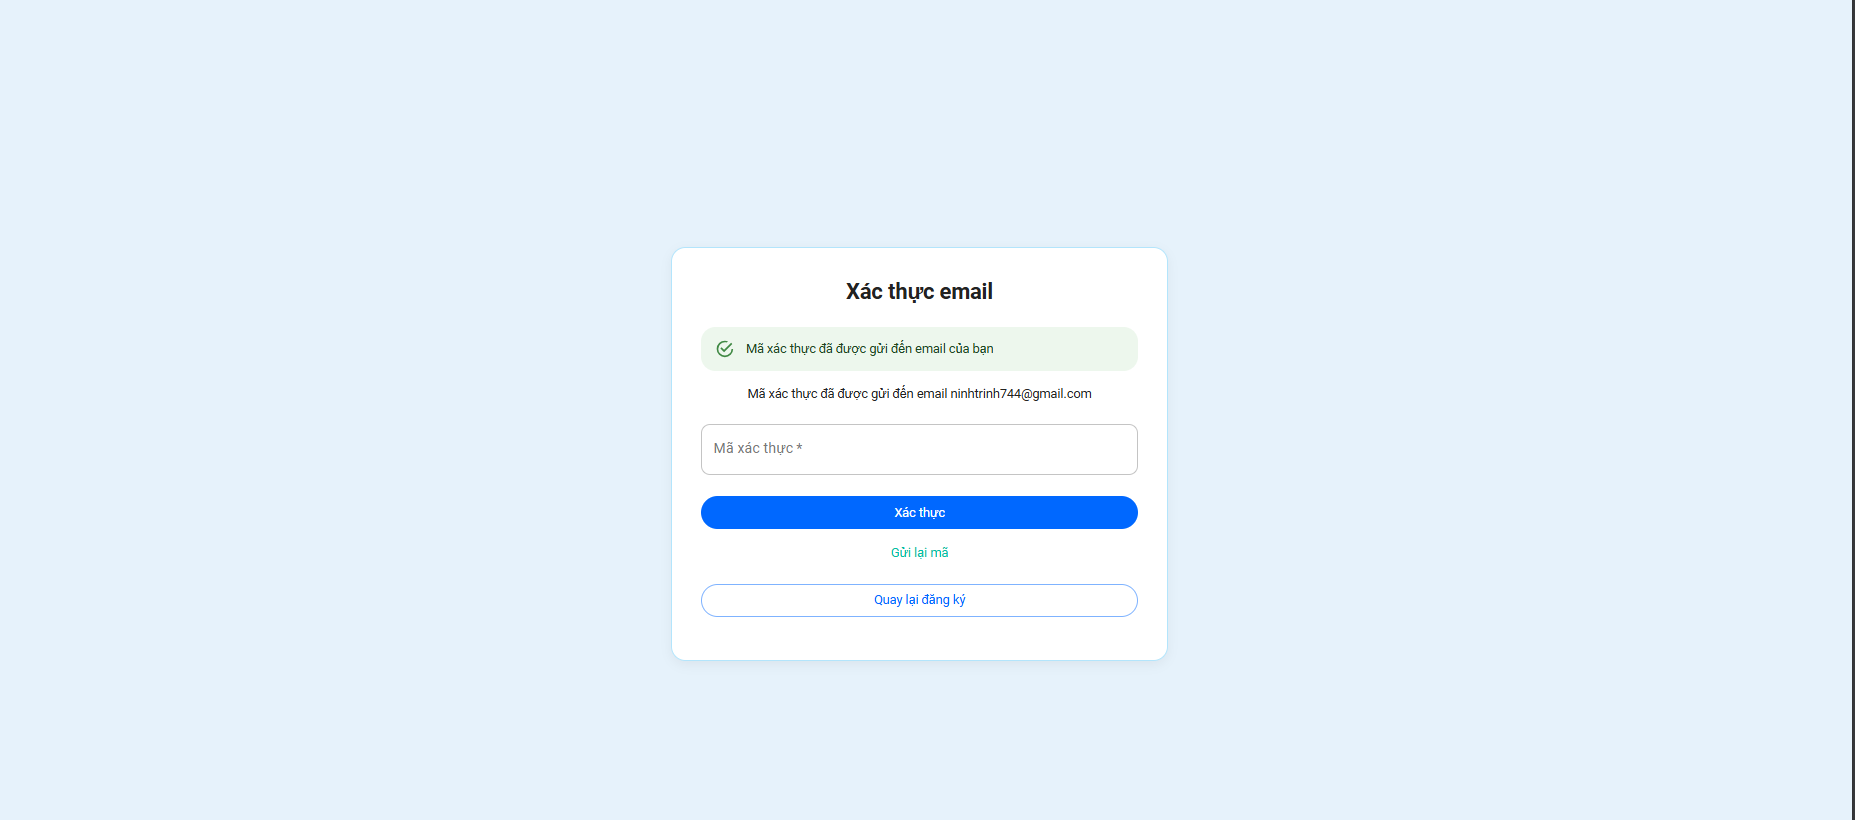 Xác thực email
Mã xác thực đã được gửi đến email của bạn
Mã xác thực đã được gửi đến email ninhtrinh744@gmail.com
Mã xác thực *
Xác thực
Gửi lại mã
Quay lại đăng ký